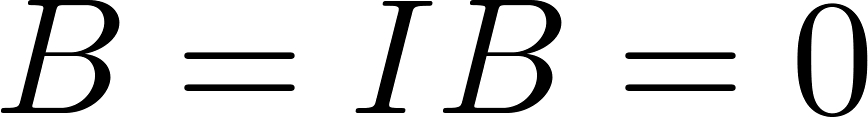 B = IB = 0